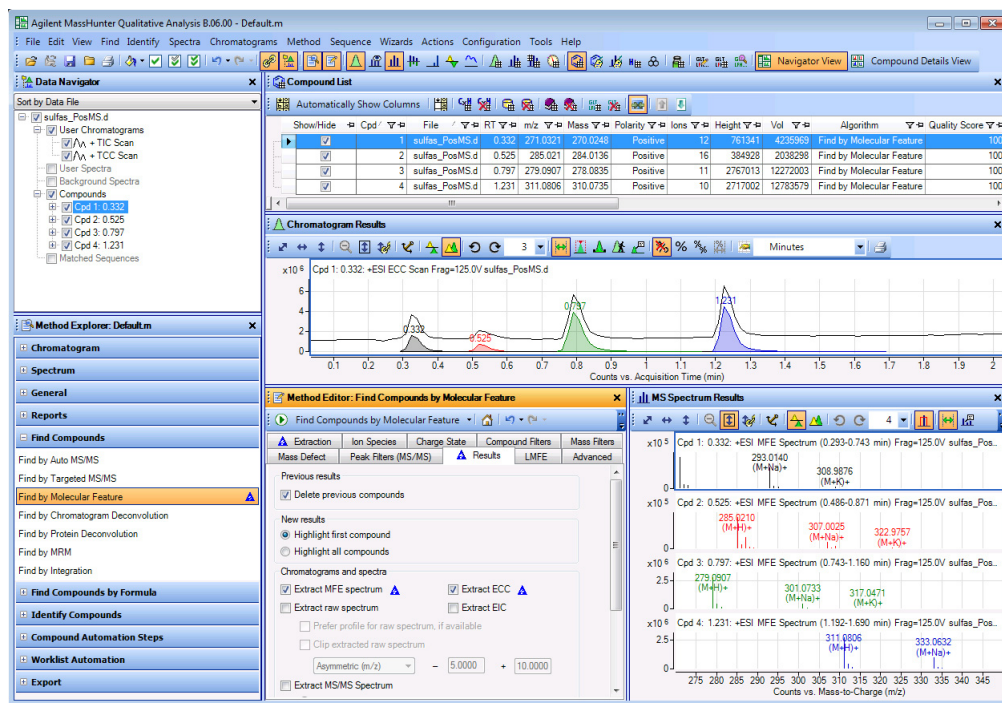 Agilent MassHunter Qualitative Analysis B.06.00 - Default.m
File Edit View Find Identify Spectra Chromatograms Method Sequence Wizards Actions Configuration Tools Help
Navigator View Compound Details View
Data Navigator
Sort by Data File
sulfas_PosMS.d
User Chromatograms
+ TIC Scan
+ TCC Scan
User Spectra
Background Spectra
Compounds
Cpd 1: 0.332
Cpd 2: 0.525
Cpd 3: 0.797
Cpd 4: 1.231
Matched Sequences
Method Explorer: Default.m
Chromatogram
Spectrum
General
Reports
Find Compounds
Find by Auto MS/MS
Find by Targeted MS/MS
Find by Molecular Feature
Find by Chromatogram Deconvolution
Find by Protein Deconvolution
Find by MRM
Find by Integration
Find Compounds by Formula
Identify Compounds
Compound Automation Steps
Worklist Automation
Export
Compound List
Automatically Show Columns
Show/Hide Cpd File RT m/z Mass Polarity Ions Height Vol Algorithm Quality Score
1 sulfas_PosMS.d 0.332 271.0321 270.0248 Positive 12 761341 4235969 Find by Molecular Feature 100
2 sulfas_PosMS.d 0.525 285.021 284.0136 Positive 16 384928 2038298 Find by Molecular Feature 100
3 sulfas_PosMS.d 0.797 279.0907 278.0835 Positive 11 2767013 12272003 Find by Molecular Feature 100
4 sulfas_PosMS.d 1.231 311.0806 310.0735 Positive 10 2717002 12783579 Find by Molecular Feature 100
Chromatogram Results
3 Minutes
x10 6 Cpd 1: 0.332: +ESI ECC Scan Frag=125.0V sulfas_PosMS.d
6
4
2
0
0.332 0.525 0.797 1.231
0.1 0.2 0.3 0.4 0.5 0.6 0.7 0.8 0.9 1 1.1 1.2 1.3 1.4 1.5 1.6 1.7 1.8 1.9 2
Counts vs. Acquisition Time (min)
Method Editor: Find Compounds by Molecular Feature
Find Compounds by Molecular Feature
Extraction Ion Species Charge State Compound Filters Mass Filters
Mass Defect Peak Filters (MS/MS) Results LMFE Advanced
Previous results
Delete previous compounds
New results
Highlight first compound
Highlight all compounds
Chromatograms and spectra
Extract MFE spectrum Extract ECC
Extract raw spectrum Extract EIC
Prefer profile for raw spectrum, if available
Clip extracted raw spectrum
Asymmetric (m/z) - 5.0000 + 10.0000
Extract MS/MS Spectrum
MS Spectrum Results
4
x10 5 Cpd 1: 0.332: +ESI MFE Spectrum (0.293-0.743 min) Frag=125.0V sulfas_Pos..
293.0140
(M+Na)+
308.9876
(M+K)+
0
x10 5 Cpd 2: 0.525: +ESI MFE Spectrum (0.486-0.871 min) Frag=125.0V sulfas_Pos..
285.0210
(M+H)+
307.0025
(M+Na)+
322.9757
(M+K)+
0
x10 6 Cpd 3: 0.797: +ESI MFE Spectrum (0.743-1.160 min) Frag=125.0V sulfas_Pos..
2.5
279.0907
(M+H)+
301.0733
(M+Na)+
317.0471
(M+K)+
0
x10 6 Cpd 4: 1.231: +ESI MFE Spectrum (1.192-1.690 min) Frag=125.0V sulfas_Pos..
2.5
311.0806
(M+H)+
333.0632
(M+Na)+
0
275 280 285 290 295 300 305 310 315 320 325 330 335 340 345
Counts vs. Mass-to-Charge (m/z)